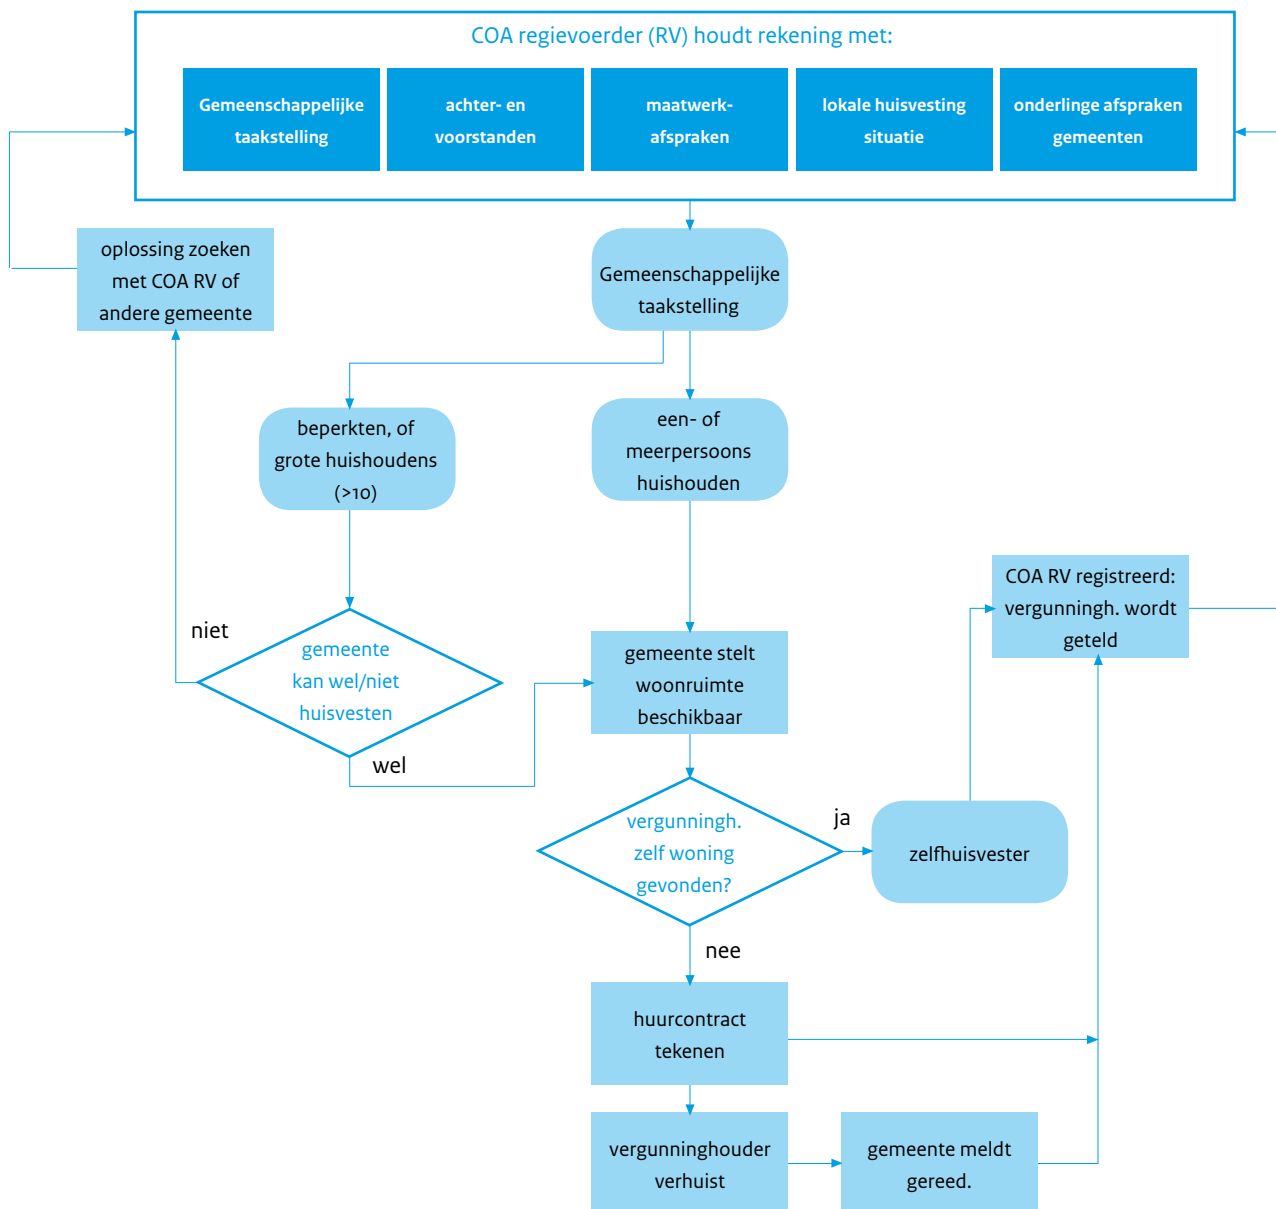 COA regievoerder (RV) houdt rekening met:
Gemeenschappelijke
taakstelling
achter- en
voorstanden
maatwerk-
afspraken
lokale huisvesting
situatie
onderlinge afspraken
gemeenten
oplossing zoeken
met COA RV of
andere gemeente
Gemeenschappelijke
taakstelling
beperkten, of
grote huishoudens
(>10)
een- of
meerpersoons
huishouden
niet
gemeente
kan wel/niet
huisvesten
wel
gemeente stelt
woonruimte
beschikbaar
COA RV registreerd:
vergunningh. wordt
geteld
vergunningh.
zelf woning
gevonden?
ja
zelfhuisvester
nee
huurcontract
tekenen
vergunninghouder
verhuist
gemeente meldt
gereed.